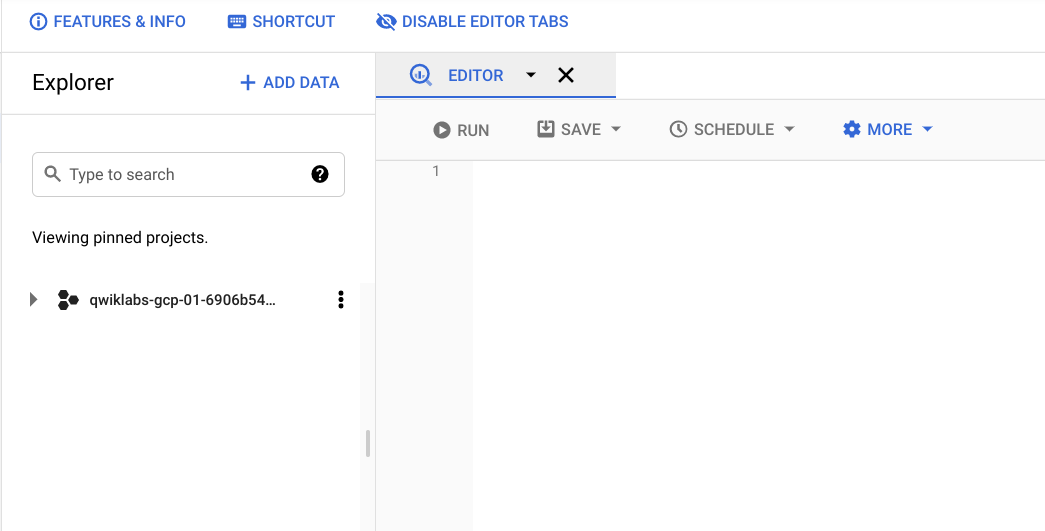 FEATURES & INFO SHORTCUT DISABLE EDITOR TABS
Explorer + ADD DATA
EDITOR
RUN SAVE SCHEDULE MORE
1
Type to search
Viewing pinned projects.
qwiklabs-gcp-01-6906b54...